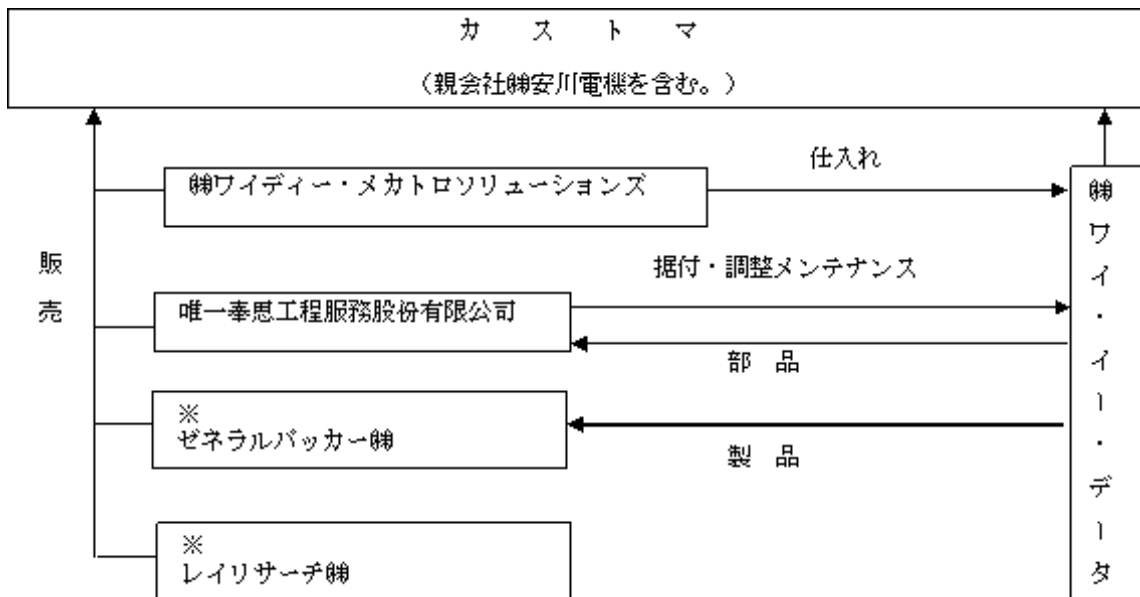 カストマ
(親会社㈱安川電機を含む。)
仕入れ
㈱ワイディー・メカトロソリューションズ
販売
据付・調整メンテナンス
唯一奉思工程服務股份有限公司
部品
※
ゼネラルパッカー㈱
製品
※
レイリサーチ㈱
㈱ワイ・イー・データ